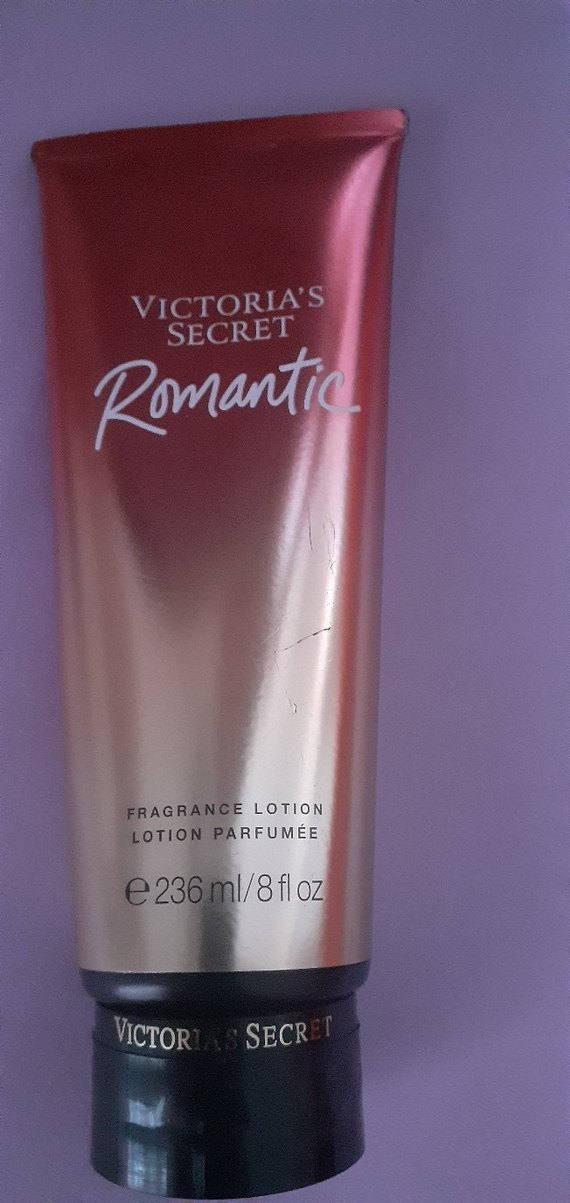 VICTORIA'S
SECRET
Romantic
FRAGRANCE LOTION
LOTION PARFUMÉE
℮ 236 ml/8 fl oz
VICTORIA'S SECRET